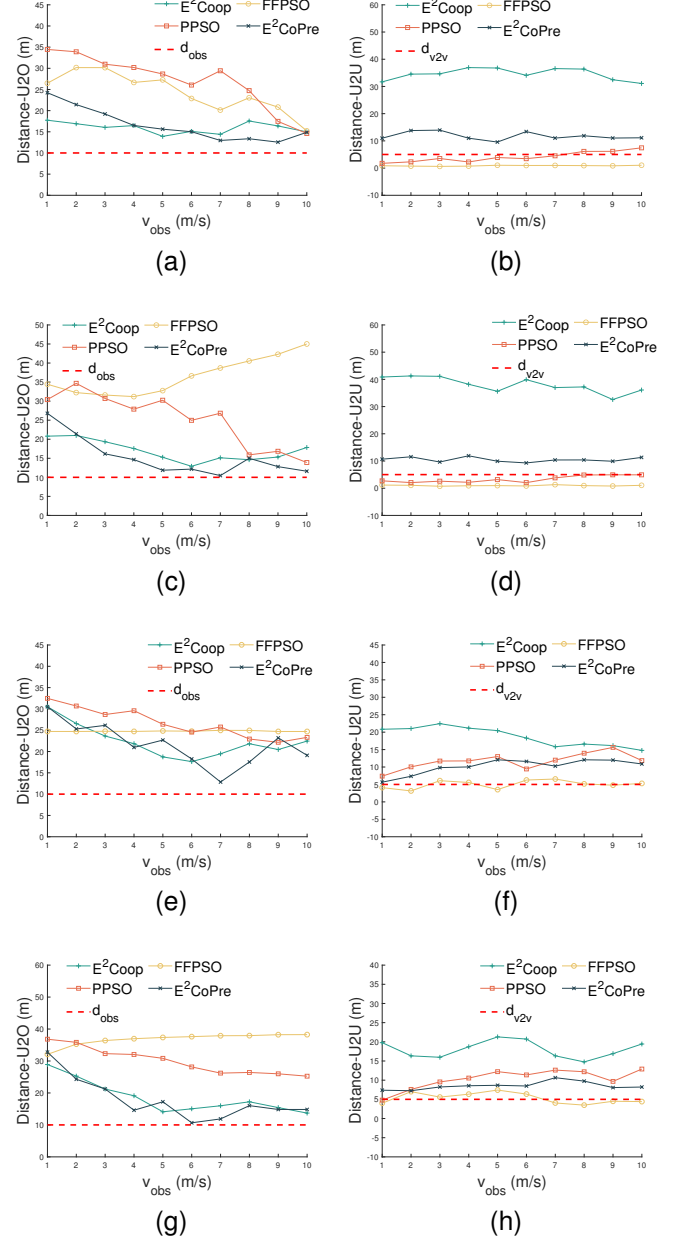 E²Coop FFPSO
PPSO E²CoPre
d_obs
Distance-U2O (m)
45
40
35
30
25
20
15
10
5
0
1 2 3 4 5 6 7 8 9 10
v_obs (m/s)
(a)
E²Coop FFPSO
PPSO E²CoPre
d_v2v
Distance-U2U (m)
60
50
40
30
20
10
0
-10
1 2 3 4 5 6 7 8 9 10
v_obs (m/s)
(b)
E²Coop FFPSO
PPSO E²CoPre
d_obs
Distance-U2O (m)
50
45
40
35
30
25
20
15
10
5
0
1 2 3 4 5 6 7 8 9 10
v_obs (m/s)
(c)
E²Coop FFPSO
PPSO E²CoPre
d_v2v
Distance-U2U (m)
60
50
40
30
20
10
0
-10
1 2 3 4 5 6 7 8 9 10
v_obs (m/s)
(d)
E²Coop FFPSO
PPSO E²CoPre
d_obs
Distance-U2O (m)
45
40
35
30
25
20
15
10
5
0
1 2 3 4 5 6 7 8 9 10
v_obs (m/s)
(e)
E²Coop FFPSO
PPSO E²CoPre
d_v2v
Distance-U2U (m)
45
40
35
30
25
20
15
10
5
0
-5
-10
1 2 3 4 5 6 7 8 9 10
v_obs (m/s)
(f)
E²Coop FFPSO
PPSO E²CoPre
d_obs
Distance-U2O (m)
60
50
40
30
20
10
0
1 2 3 4 5 6 7 8 9 10
v_obs (m/s)
(g)
E²Coop FFPSO
PPSO E²CoPre
d_v2v
Distance-U2U (m)
40
35
30
25
20
15
10
5
0
-5
-10
1 2 3 4 5 6 7 8 9 10
v_obs (m/s)
(h)